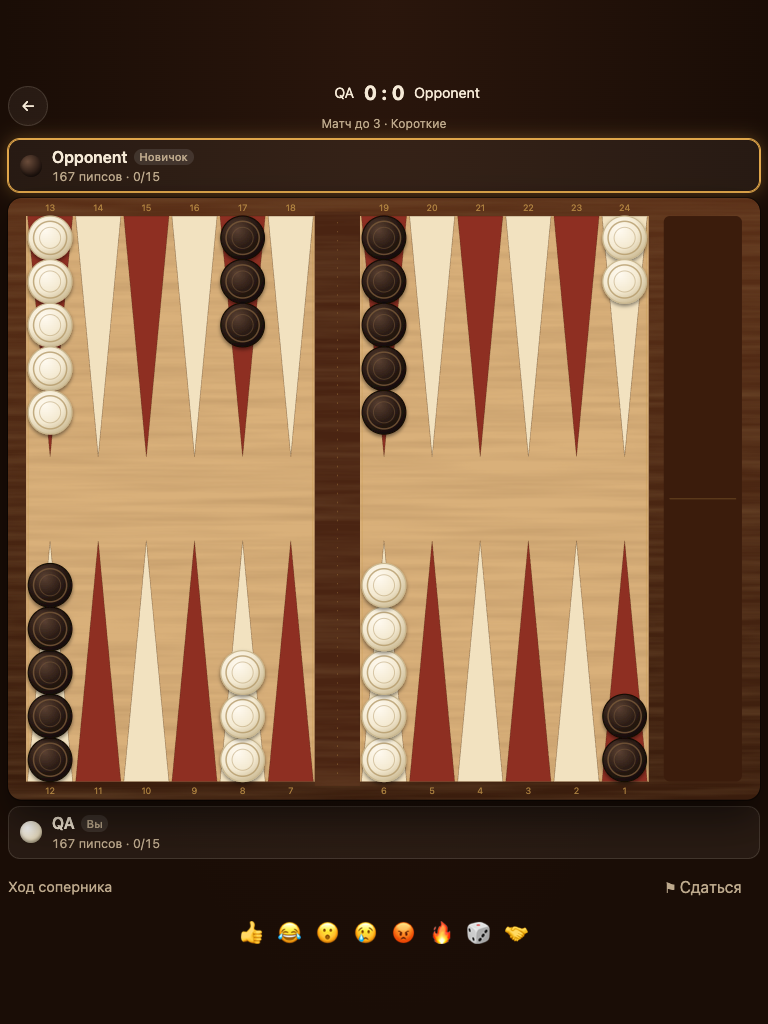 QA 0 : 0 Opponent
Матч до 3 · Короткие
Opponent Новичок
167 пипсов · 0/15
13 14 15 16 17 18 19 20 21 22 23 24
12 11 10 9 8 7 6 5 4 3 2 1
QA Вы
167 пипсов · 0/15
Ход соперника
Сдаться